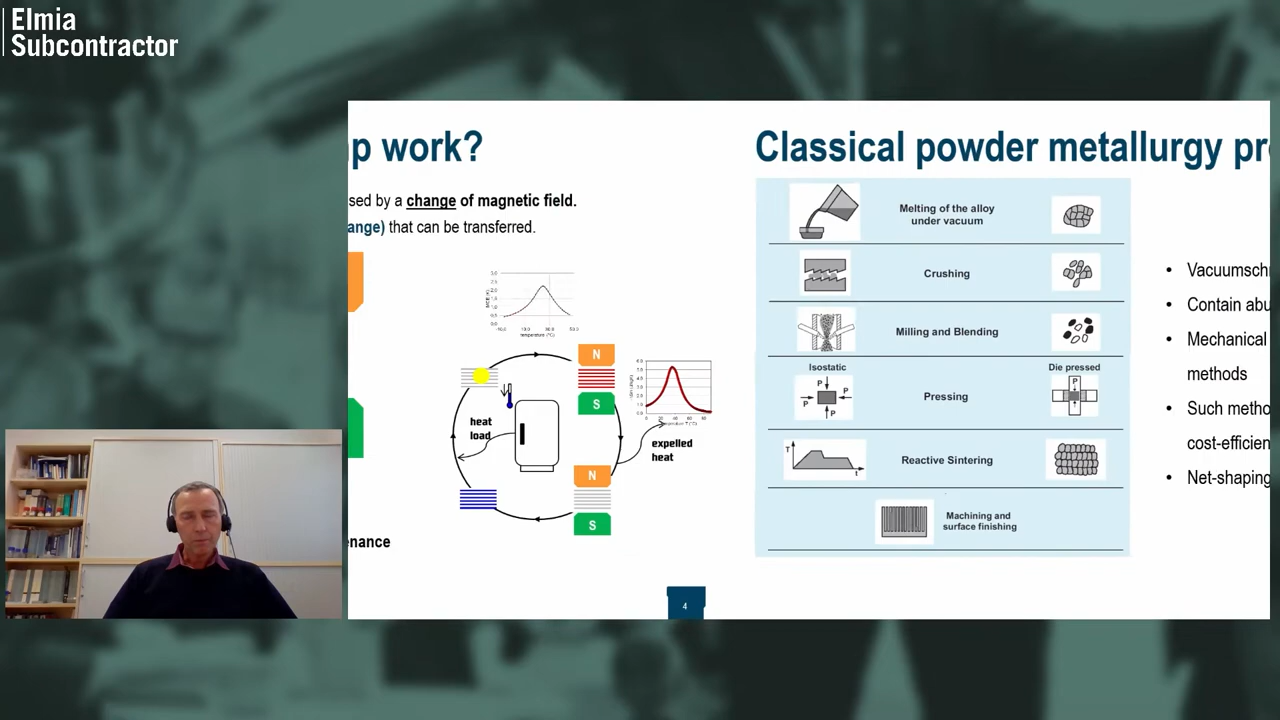 Elmia
Subcontractor
p work?
sed by a change of magnetic field.
ange) that can be transferred.
temperature (°C)
N
S
heat
load
expelled
heat
N
S
enance
4
Classical powder metallurgy pr
Melting of the alloy
under vacuum
Crushing
Milling and Blending
Isostatic
Die pressed
P
P
P
P
Pressing
P
P
T
t
Reactive Sintering
Machining and
surface finishing
• Vacuumsch
• Contain abu
• Mechanical
methods
• Such metho
cost-efficien
• Net-shaping